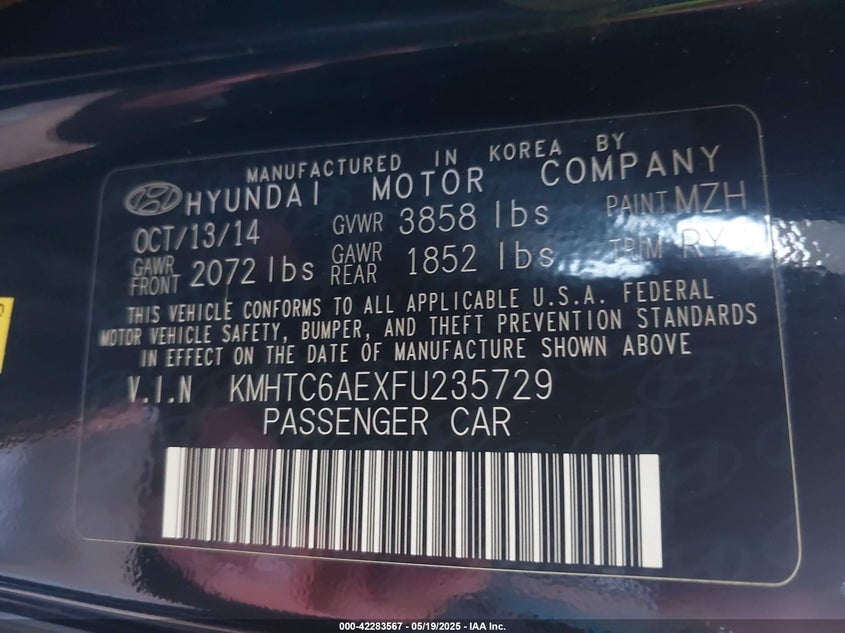 MANUFACTURED IN KOREA BY
HYUNDAI MOTOR COMPANY
OCT/13/14 GVWR 3858 lbs PAINT MZH
GAWR FRONT 2072 lbs GAWR REAR 1852 lbs TRIM RY
THIS VEHICLE CONFORMS TO ALL APPLICABLE U.S.A. FEDERAL
MOTOR VEHICLE SAFETY, BUMPER, AND THEFT PREVENTION STANDARDS
IN EFFECT ON THE DATE OF MANUFACTURE SHOWN ABOVE
V.I.N KMHTC6AEXFU235729
PASSENGER CAR
000-42283567 — 05/19/2025 — IAA Inc.